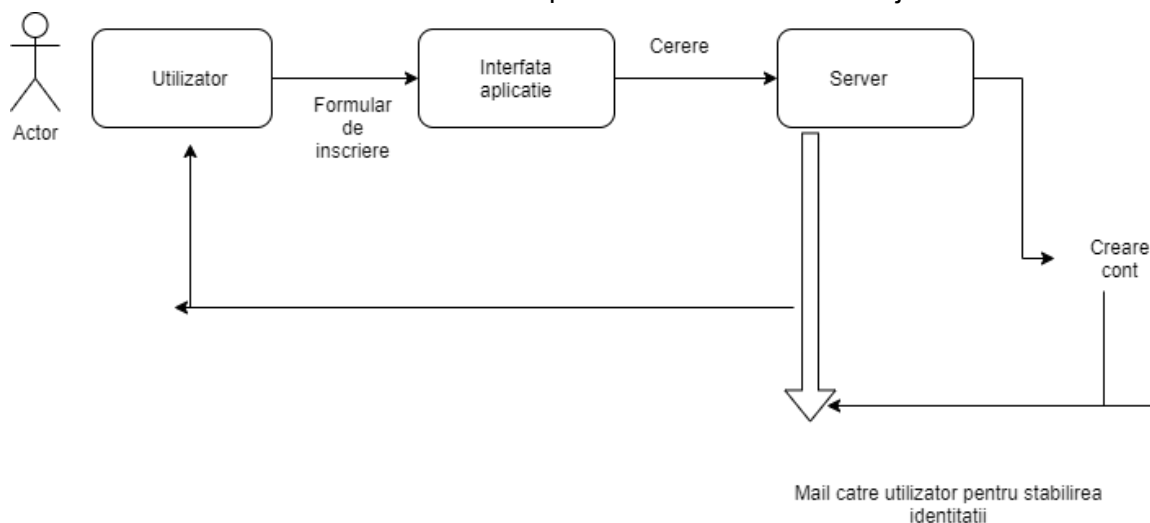 Actor
Utilizator
Formular
de
inscriere
Interfata
aplicatie
Cerere
Server
Creare
cont
Mail catre utilizator pentru stabilirea
identitatii